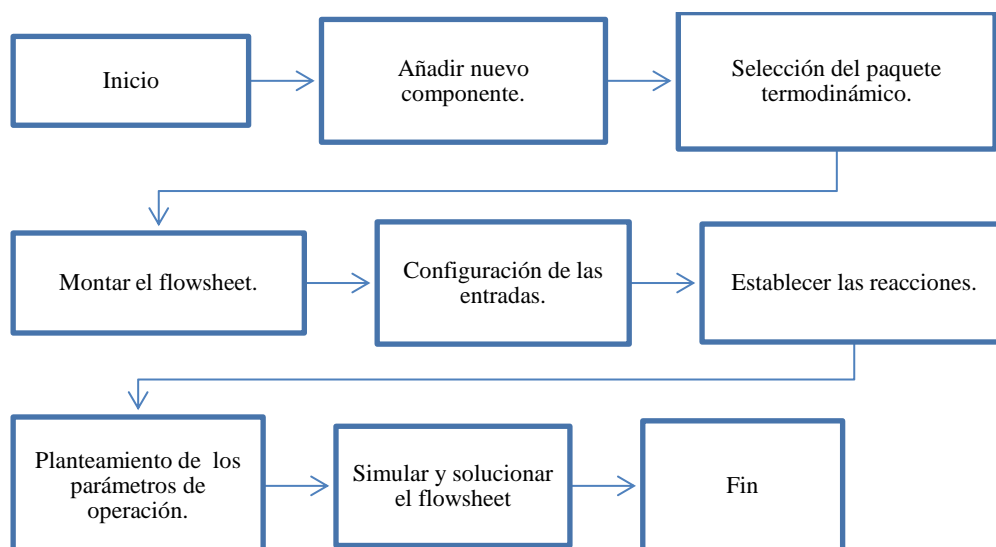 Inicio
Añadir nuevo
componente.
Selección del paquete
termodinámico.
Montar el flowsheet.
Configuración de las
entradas.
Establecer las reacciones.
Planteamiento de  los
parámetros de
operación.
Simular y solucionar
el flowsheet
Fin